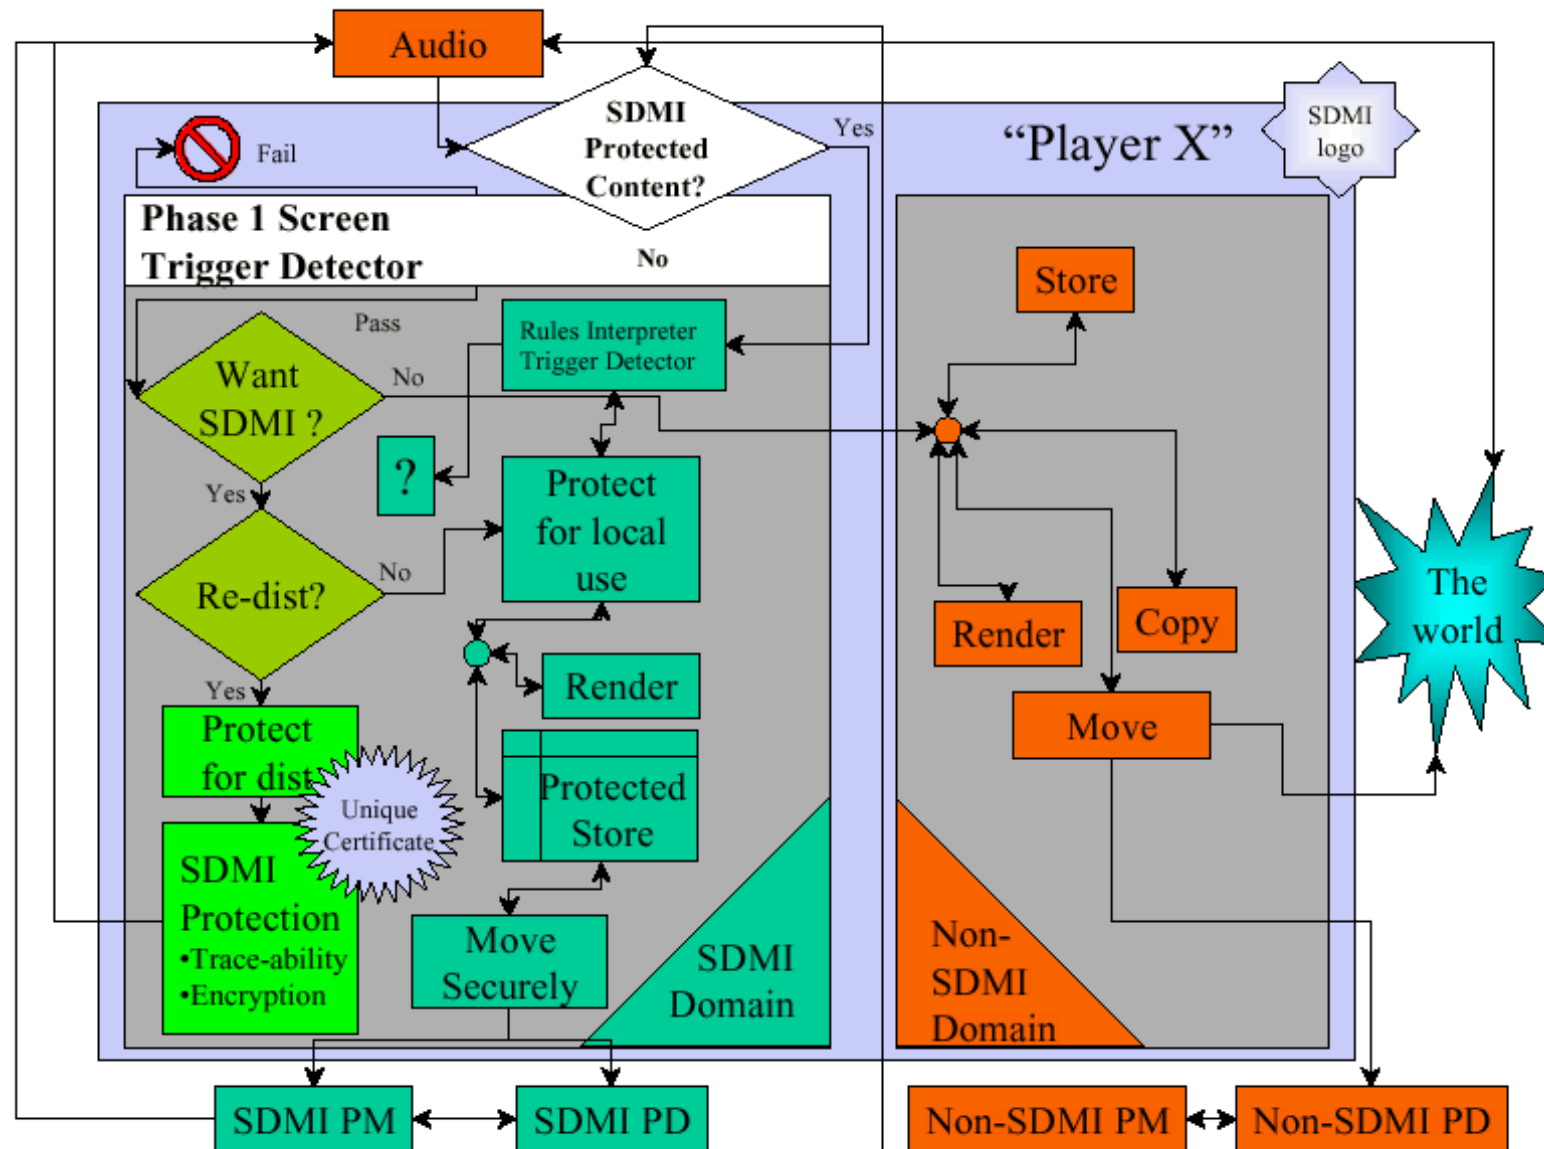 Audio
SDMI
Protected
Content?
Yes
"Player X"
SDMI
logo
Fail
Phase 1 Screen
Trigger Detector
No
Pass
Rules Interpreter
Trigger Detector
Store
Want
SDMI ?
No
?
Yes
Protect
for local
use
Re-dist?
No
Render
Copy
The
world
Yes
Render
Protect
for dist
Move
Unique
Certificate
Protected
Store
SDMI
Protection
•Trace-ability
•Encryption
Move
Securely
SDMI
Domain
Non-
SDMI
Domain
SDMI PM
SDMI PD
Non-SDMI PM
Non-SDMI PD